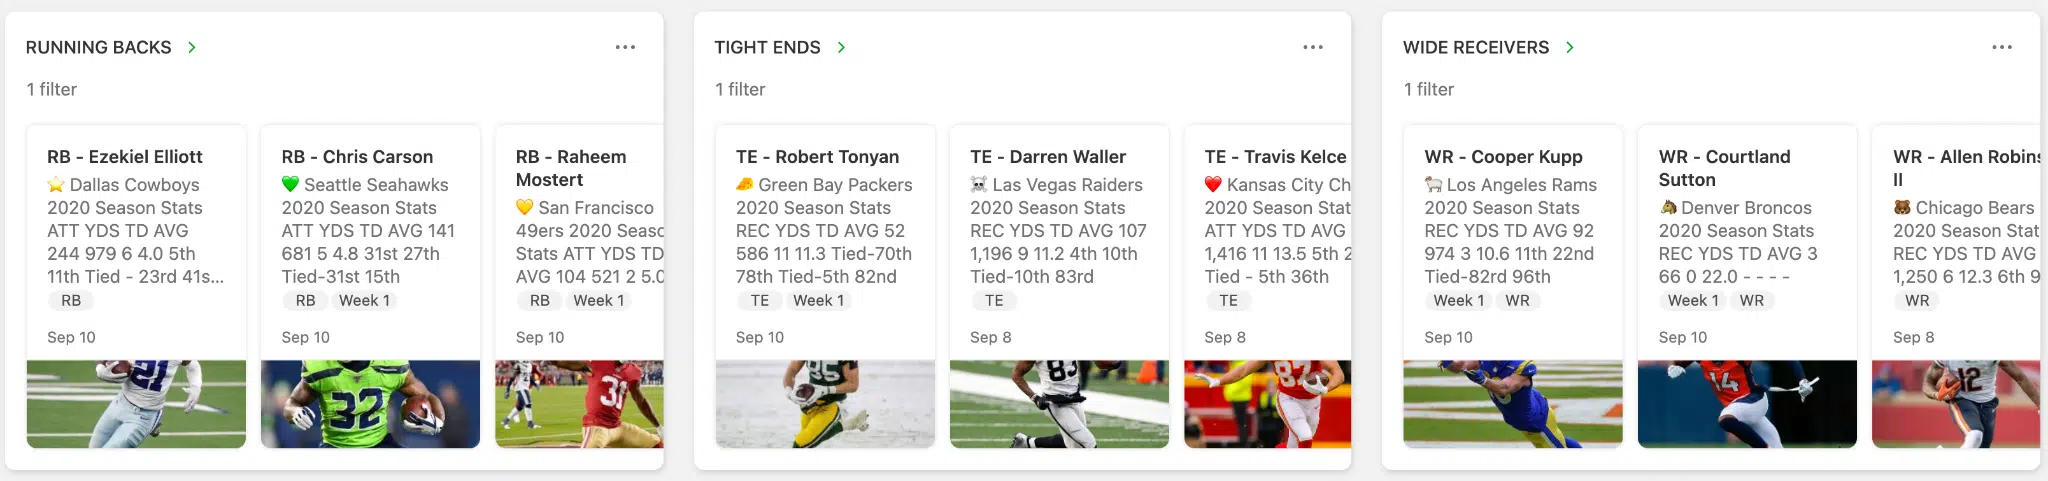 RUNNING BACKS
1 filter
RB - Ezekiel Elliott
⭐ Dallas Cowboys
2020 Season Stats
ATT YDS TD AVG
244 979 6 4.0 5th
11th Tied - 23rd 41s...
RB
Sep 10
21
RB - Chris Carson
💚 Seattle Seahawks
2020 Season Stats
ATT YDS TD AVG 141
681 5 4.8 31st 27th
Tied-31st 15th
RB Week 1
Sep 10
32
RB - Raheem
Mostert
💛 San Francisco
49ers 2020 Seas
Stats ATT YDS TD
AVG 104 521 2 5.0
RB Week 1
Sep 10
31
TIGHT ENDS
1 filter
TE - Robert Tonyan
🧀 Green Bay Packers
2020 Season Stats
REC YDS TD AVG 52
586 11 11.3 Tied-70th
78th Tied-5th 82nd
TE Week 1
Sep 10
85
TE - Darren Waller
☠️ Las Vegas Raiders
2020 Season Stats
REC YDS TD AVG 107
1,196 9 11.2 4th 10th
Tied-10th 83rd
TE
Sep 8
83
TE - Travis Kelce
❤️ Kansas City Ch
2020 Season Stat
ATT YDS TD AVG
1,416 11 13.5 5th 2
Tied - 5th 36th
TE
Sep 8
87
WIDE RECEIVERS
1 filter
WR - Cooper Kupp
🐏 Los Angeles Rams
2020 Season Stats
REC YDS TD AVG 92
974 3 10.6 11th 22nd
Tied-82rd 96th
Week 1 WR
Sep 10
WR - Courtland
Sutton
🐴 Denver Broncos
2020 Season Stats
REC YDS TD AVG 3
66 0 22.0 - - - -
Week 1 WR
Sep 10
14
WR - Allen Robins
II
🐻 Chicago Bears
2020 Season Stats
REC YDS TD AVG
1,250 6 12.3 6th 9
WR
Sep 8
12